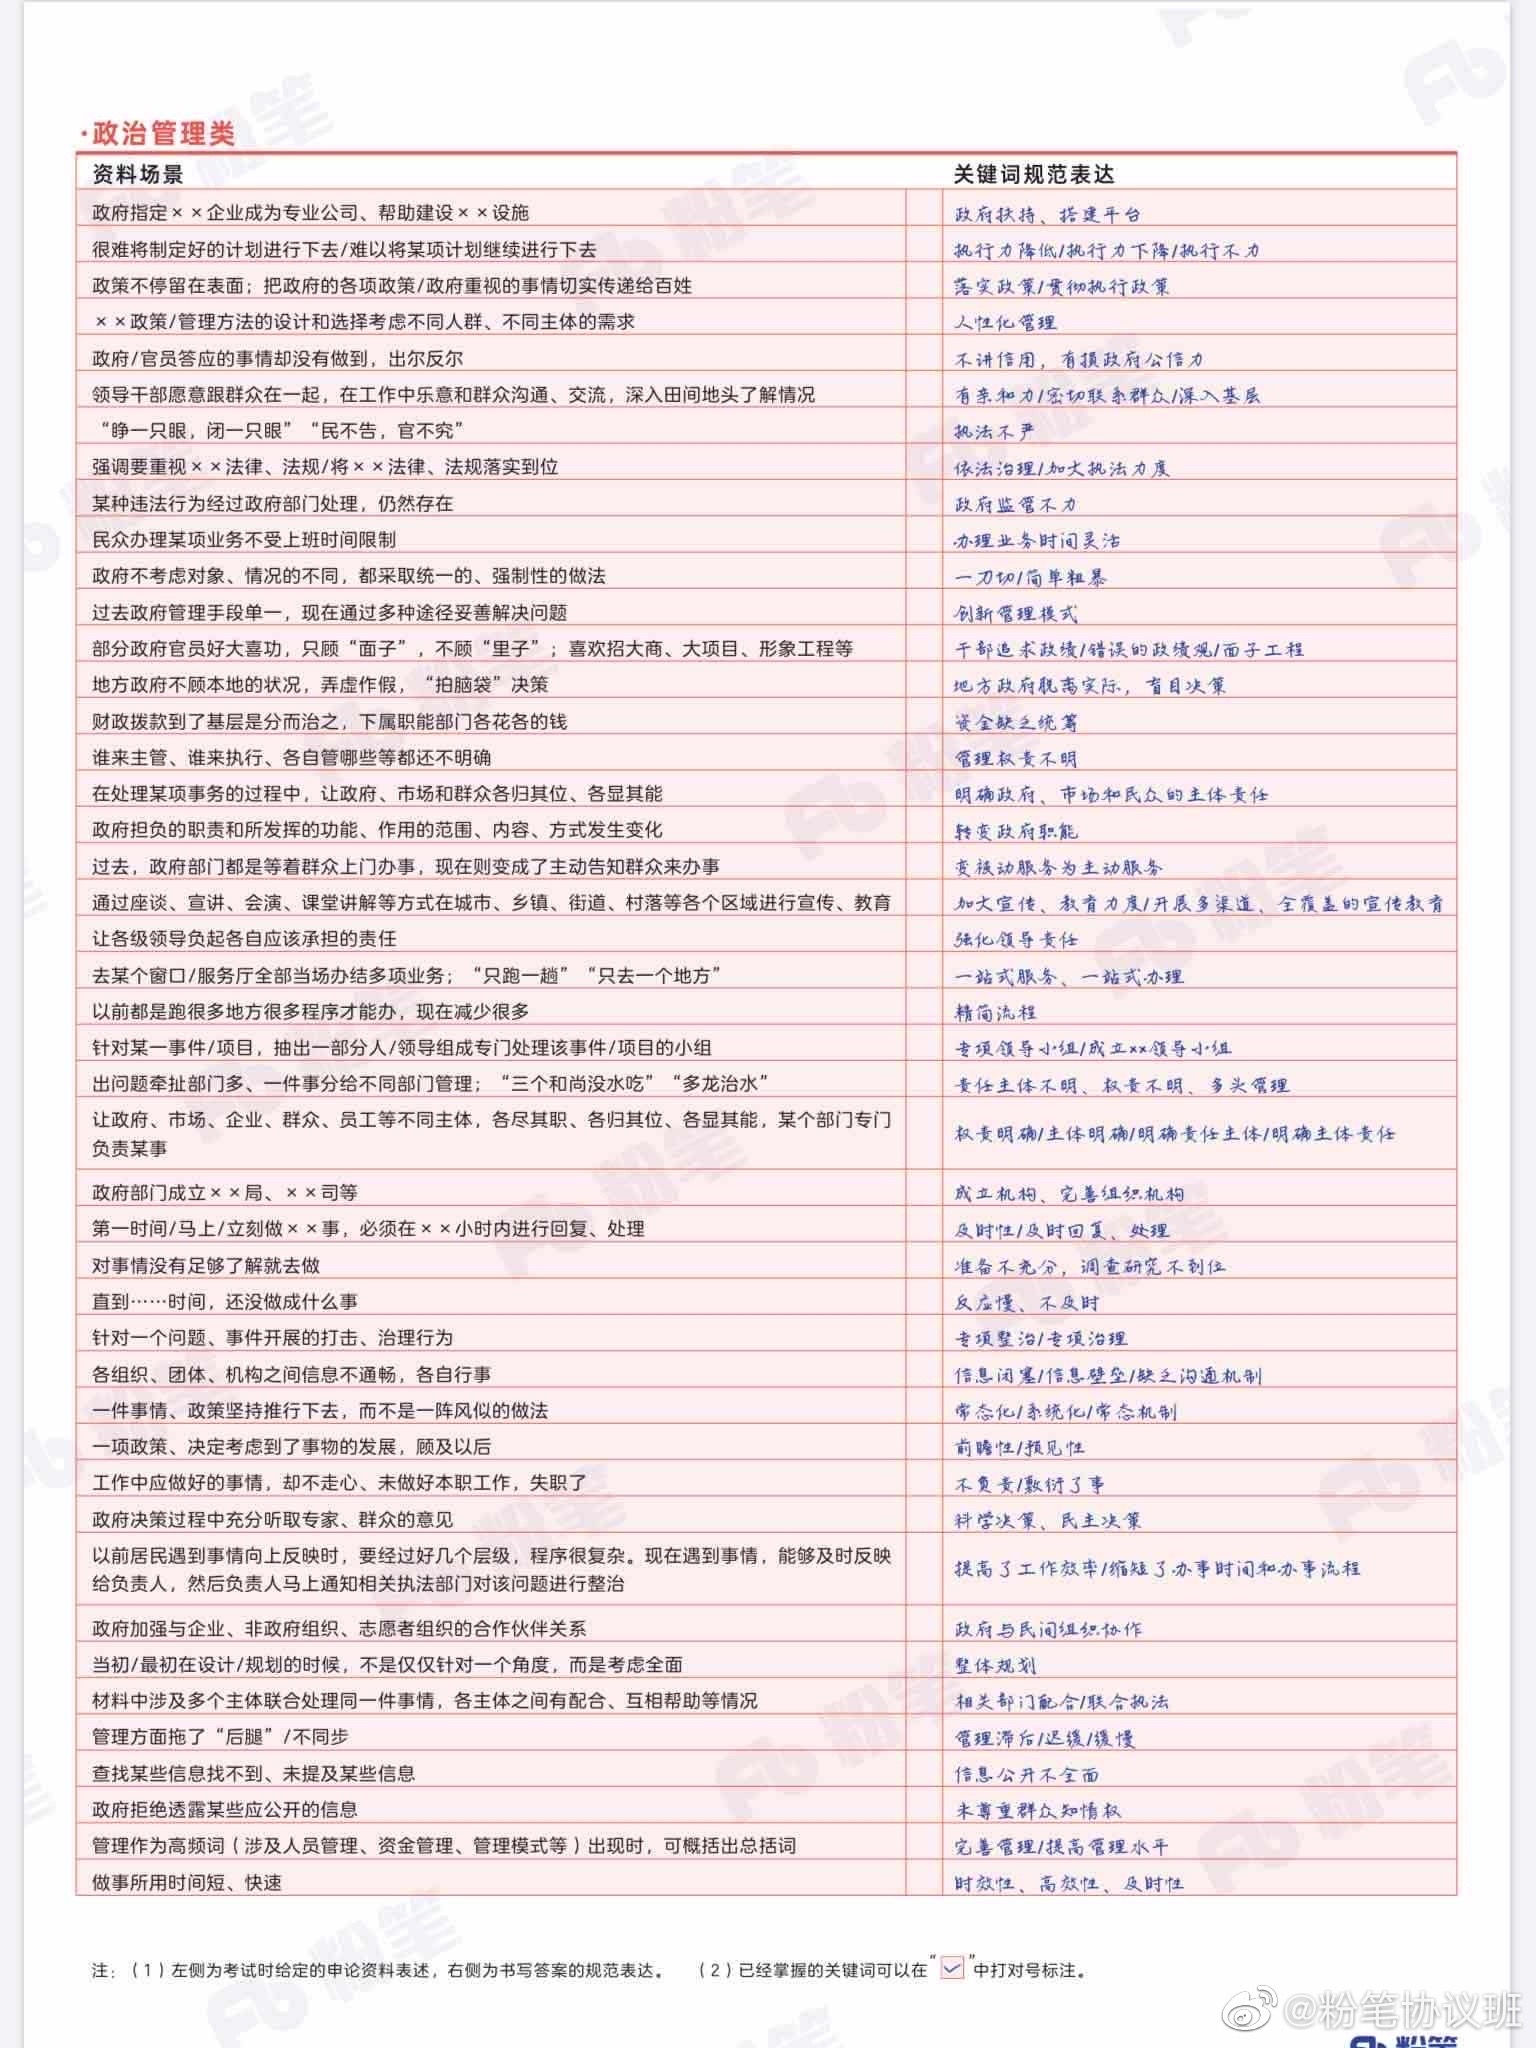 ·政治管理类
资料场景 关键词规范表达
政府指定××企业成为专业公司、帮助建设××设施 政府扶持、搭建平台
很难将制定好的计划进行下去/难以将某项计划继续进行下去 执行力降低/执行力下降/执行不力
政策不停留在表面；把政府的各项政策/政府重视的事情切实传递给百姓 落实政策/贯彻执行政策
××政策/管理方法的设计和选择考虑不同人群、不同主体的需求 人性化管理
政府/官员答应的事情却没有做到，出尔反尔 不讲信用，有损政府公信力
领导干部愿意跟群众在一起，在工作中乐意和群众沟通、交流，深入田间地头了解情况 有亲和力/密切联系群众/深入基层
“睁一只眼，闭一只眼”“民不告，官不究” 执法不严
强调要重视××法律、法规/将××法律、法规落实到位 依法治理/加大执法力度
某种违法行为经过政府部门处理，仍然存在 政府监管不力
民众办理某项业务不受上班时间限制 办理业务时间灵活
政府不考虑对象、情况的不同，都采取统一的、强制性的做法 一刀切/简单粗暴
过去政府管理手段单一，现在通过多种途径妥善解决问题 创新管理模式
部分政府官员好大喜功，只顾“面子”，不顾“里子”；喜欢招大商、大项目、形象工程等 干部追求政绩/错误的政绩观/面子工程
地方政府不顾本地的状况，弄虚作假，“拍脑袋”决策 地方政府脱离实际，盲目决策
财政拨款到了基层是分而治之，下属职能部门各花各的钱 资金缺乏统筹
谁来主管、谁来执行、各自管哪些等都还不明确 管理权责不明
在处理某项事务的过程中，让政府、市场和群众各归其位、各显其能 明确政府、市场和民众的主体责任
政府担负的职责和所发挥的功能、作用的范围、内容、方式发生变化 转变政府职能
过去，政府部门都是等着群众上门办事，现在则变成了主动告知群众来办事 变被动服务为主动服务
通过座谈、宣讲、会演、课堂讲解等方式在城市、乡镇、街道、村落等各个区域进行宣传、教育 加大宣传、教育力度/开展多渠道、全覆盖的宣传教育
让各级领导负起各自应该承担的责任 强化领导责任
去某个窗口/服务厅全部当场办结多项业务；“只跑一趟”“只去一个地方” 一站式服务、一站式办理
以前都是跑很多地方很多程序才能办，现在减少很多 精简流程
针对某一事件/项目，抽出一部分人/领导组成专门处理该事件/项目的小组 专项领导小组/成立××领导小组
出问题牵扯部门多、一件事分给不同部门管理；“三个和尚没水吃”“多龙治水” 责任主体不明、权责不明、多头管理
让政府、市场、企业、群众、员工等不同主体，各尽其职、各归其位、各显其能，某个部门专门
负责某事 权责明确/主体明确/明确责任主体/明确主体责任
政府部门成立××局、××司等 成立机构、完善组织机构
第一时间/马上/立刻做××事，必须在××小时内进行回复、处理 及时性/及时回复、处理
对事情没有足够了解就去做 准备不充分，调查研究不到位
直到……时间，还没做成什么事 反应慢、不及时
针对一个问题、事件开展的打击、治理行为 专项整治/专项治理
各组织、团体、机构之间信息不通畅，各自行事 信息闭塞/信息壁垒/缺乏沟通机制
一件事情、政策坚持推行下去，而不是一阵风似的做法 常态化/系统化/常态机制
一项政策、决定考虑到了事物的发展，顾及以后 前瞻性/预见性
工作中应做好的事情，却不走心、未做好本职工作，失职了 不负责/敷衍了事
政府决策过程中充分听取专家、群众的意见 科学决策、民主决策
以前居民遇到事情向上反映时，要经过好几个层级，程序很复杂。现在遇到事情，能够及时反映
给负责人，然后负责人马上通知相关执法部门对该问题进行整治 提高了工作效率/缩短了办事时间和办事流程
政府加强与企业、非政府组织、志愿者组织的合作伙伴关系 政府与民间组织协作
当初/最初在设计/规划的时候，不是仅仅针对一个角度，而是考虑全面 整体规划
材料中涉及多个主体联合处理同一件事情，各主体之间有配合、互相帮助等情况 相关部门配合/联合执法
管理方面拖了“后腿”/不同步 管理滞后/迟缓/缓慢
查找某些信息找不到、未提及某些信息 信息公开不全面
政府拒绝透露某些应公开的信息 未尊重群众知情权
管理作为高频词（涉及人员管理、资金管理、管理模式等）出现时，可概括出总括词 完善管理/提高管理水平
做事所用时间短、快速 时效性、高效性、及时性
注：（1）左侧为考试时给定的申论资料表述，右侧为书写答案的规范表达。 （2）已经掌握的关键词可以在“ ”中打对号标注。
@粉笔协议班
粉笔